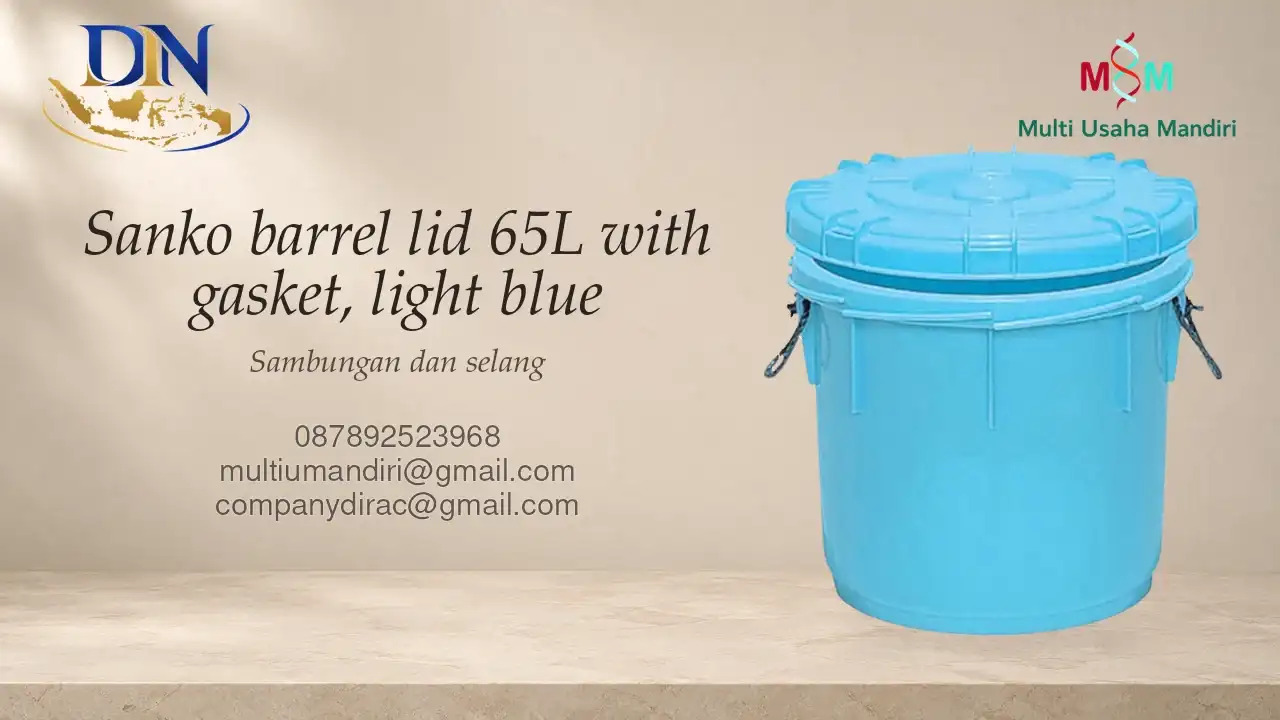 DN
MSM
Multi Usaha Mandiri
Sanko barrel lid 65L with
gasket, light blue
Sambungan dan selang
087892523968
multiumandiri@gmail.com
companydirac@gmail.com